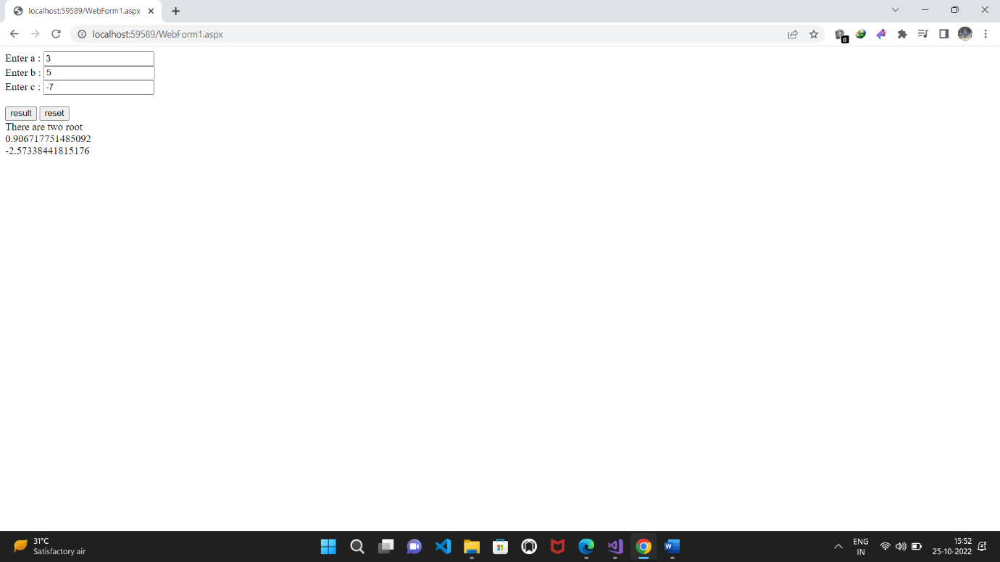 localhost:59589/WebForm1.aspx
localhost:59589/WebForm1.aspx
0
Enter a : 3
Enter b : 5
Enter c : -7
result reset
There are two root
0.906717751485092
-2.57338441815176
31°C
Satisfactory air
W
ENG
IN
15:52
25-10-2022